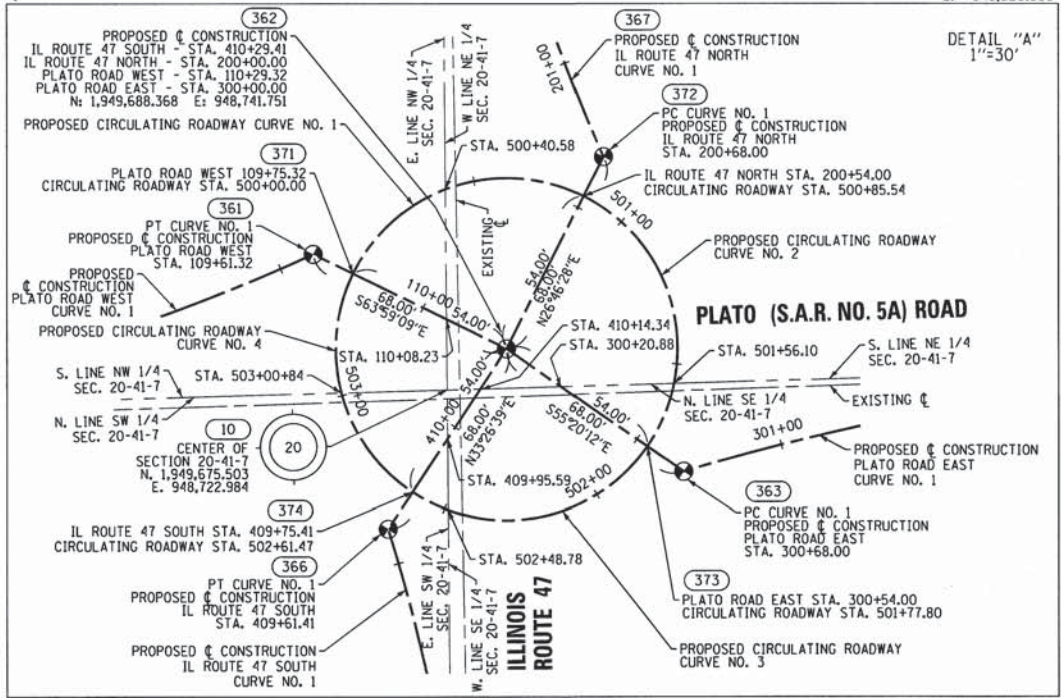 362
PROPOSED ℄ CONSTRUCTION
IL ROUTE 47 SOUTH - STA. 410+29.41
IL ROUTE 47 NORTH - STA. 200+00.00
PLATO ROAD WEST - STA. 110+29.32
PLATO ROAD EAST - STA. 300+00.00
N: 1,949,688.368 E: 948,741.751
PROPOSED CIRCULATING ROADWAY CURVE NO. 1
371
PLATO ROAD WEST 109+75.32
CIRCULATING ROADWAY STA. 500+00.00
361
PT CURVE NO. 1
PROPOSED ℄ CONSTRUCTION
PLATO ROAD WEST
STA. 109+61.32
PROPOSED
℄ CONSTRUCTION
PLATO ROAD WEST
CURVE NO. 1
PROPOSED CIRCULATING ROADWAY
CURVE NO. 4
S. LINE NW 1/4
SEC. 20-41-7
STA. 503+00+84
N. LINE SW 1/4
SEC. 20-41-7
10
CENTER OF
SECTION 20-41-7
N. 1,949,675.503
E. 948,722.984
20
374
IL ROUTE 47 SOUTH STA. 409+75.41
CIRCULATING ROADWAY STA. 502+61.47
366
PT CURVE NO. 1
PROPOSED ℄ CONSTRUCTION
IL ROUTE 47 SOUTH
STA. 409+61.41
PROPOSED ℄ CONSTRUCTION
IL ROUTE 47 SOUTH
CURVE NO. 1
E. LINE NW 1/4
SEC. 20-41-7
W LINE NE 1/4
SEC. 20-41-7
STA. 500+40.58
EXISTING ℄
110+00
54.00'
68.00'
S63°59'09"E
STA. 110+08.23
503+00
54.00'
68.00'
N26°46'28"E
STA. 410+14.34
STA. 300+20.88
54.00'
68.00'
S55°20'12"E
410+00
54.00'
68.00'
N33°26'39"E
STA. 409+95.59
502+00
STA. 502+48.78
E. LINE SW 1/4
SEC. 20-41-7
W. LINE SE 1/4
SEC. 20-41-7
ILLINOIS
ROUTE 47
201+00
367
PROPOSED ℄ CONSTRUCTION
IL ROUTE 47 NORTH
CURVE NO. 1
DETAIL "A"
1"=30'
372
PC CURVE NO. 1
PROPOSED ℄ CONSTRUCTION
IL ROUTE 47 NORTH
STA. 200+68.00
IL ROUTE 47 NORTH STA. 200+54.00
CIRCULATING ROADWAY STA. 500+85.54
501+00
PROPOSED CIRCULATING ROADWAY
CURVE NO. 2
PLATO (S.A.R. NO. 5A) ROAD
STA. 501+56.10
S. LINE NE 1/4
SEC. 20-41-7
N. LINE SE 1/4
SEC. 20-41-7
EXISTING ℄
301+00
PROPOSED ℄ CONSTRUCTION
PLATO ROAD EAST
CURVE NO. 1
363
PC CURVE NO. 1
PROPOSED ℄ CONSTRUCTION
PLATO ROAD EAST
STA. 300+68.00
373
PLATO ROAD EAST STA. 300+54.00
CIRCULATING ROADWAY STA. 501+77.80
PROPOSED CIRCULATING ROADWAY
CURVE NO. 3